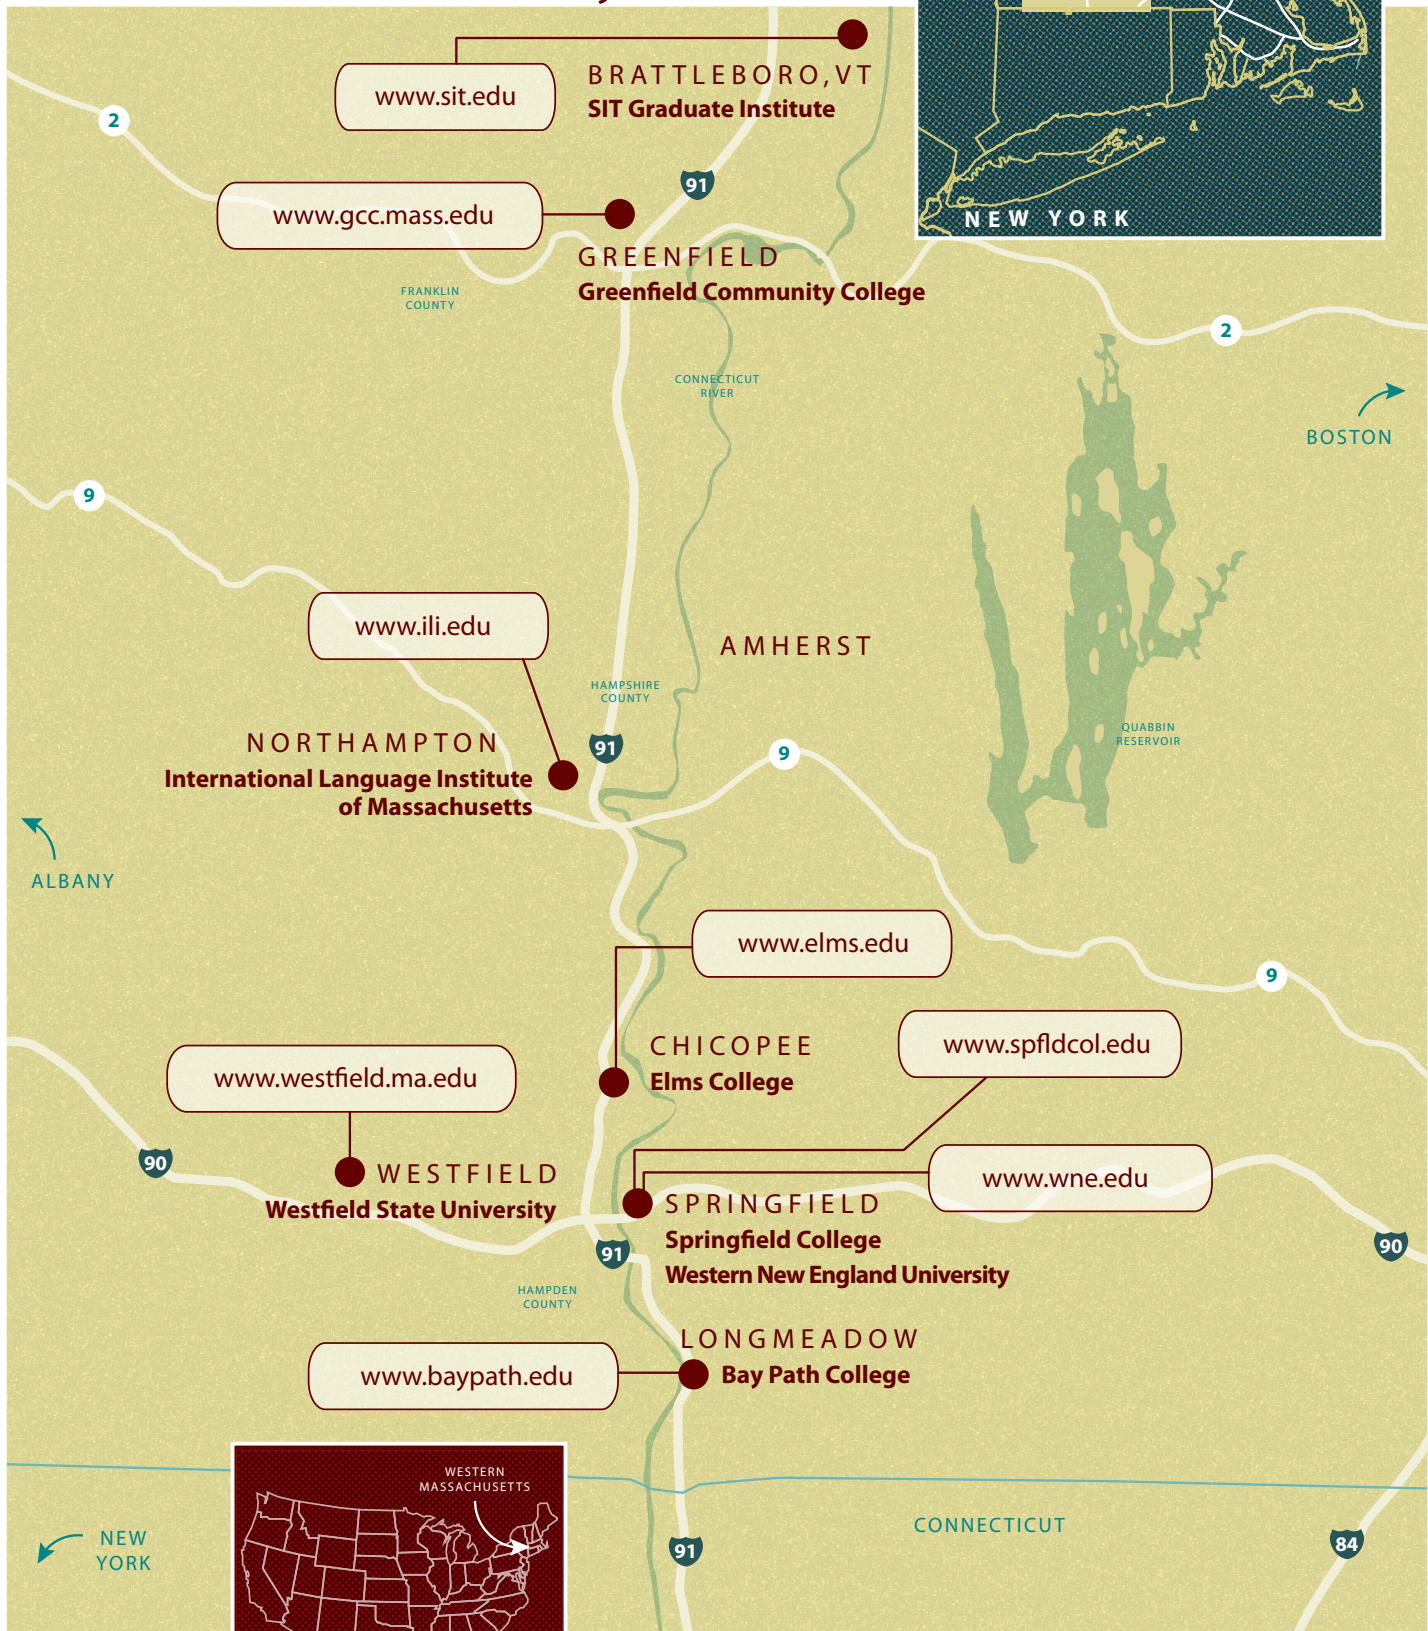 www.sit.edu
BRATTLEBORO, VT
SIT Graduate Institute
2
91
www.gcc.mass.edu
NEW YORK
GREENFIELD
Greenfield Community College
FRANKLIN
COUNTY
2
CONNECTICUT
RIVER
BOSTON
9
www.ili.edu
AMHERST
HAMPSHIRE
COUNTY
QUABBIN
RESERVOIR
NORTHAMPTON
91
9
International Language Institute
of Massachusetts
ALBANY
www.elms.edu
9
CHICOPEE
Elms College
www.spfldcol.edu
www.westfield.ma.edu
90
WESTFIELD
Westfield State University
www.wne.edu
SPRINGFIELD
Springfield College
Western New England University
91
90
HAMPDEN
COUNTY
LONGMEADOW
Bay Path College
www.baypath.edu
WESTERN
MASSACHUSETTS
NEW
YORK
CONNECTICUT
91
84